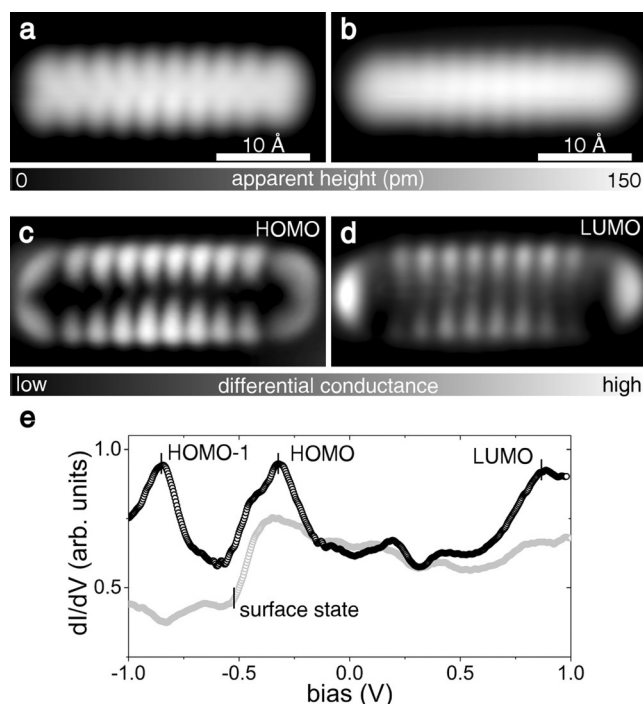 a
b
10 Å
10 Å
0 apparent height (pm) 150
c HOMO
d LUMO
low differential conductance high
e
1.0
HOMO-1
HOMO
LUMO
dI/dV (arb. units)
0.5
surface state
-1.0 -0.5 0.0 0.5 1.0
bias (V)